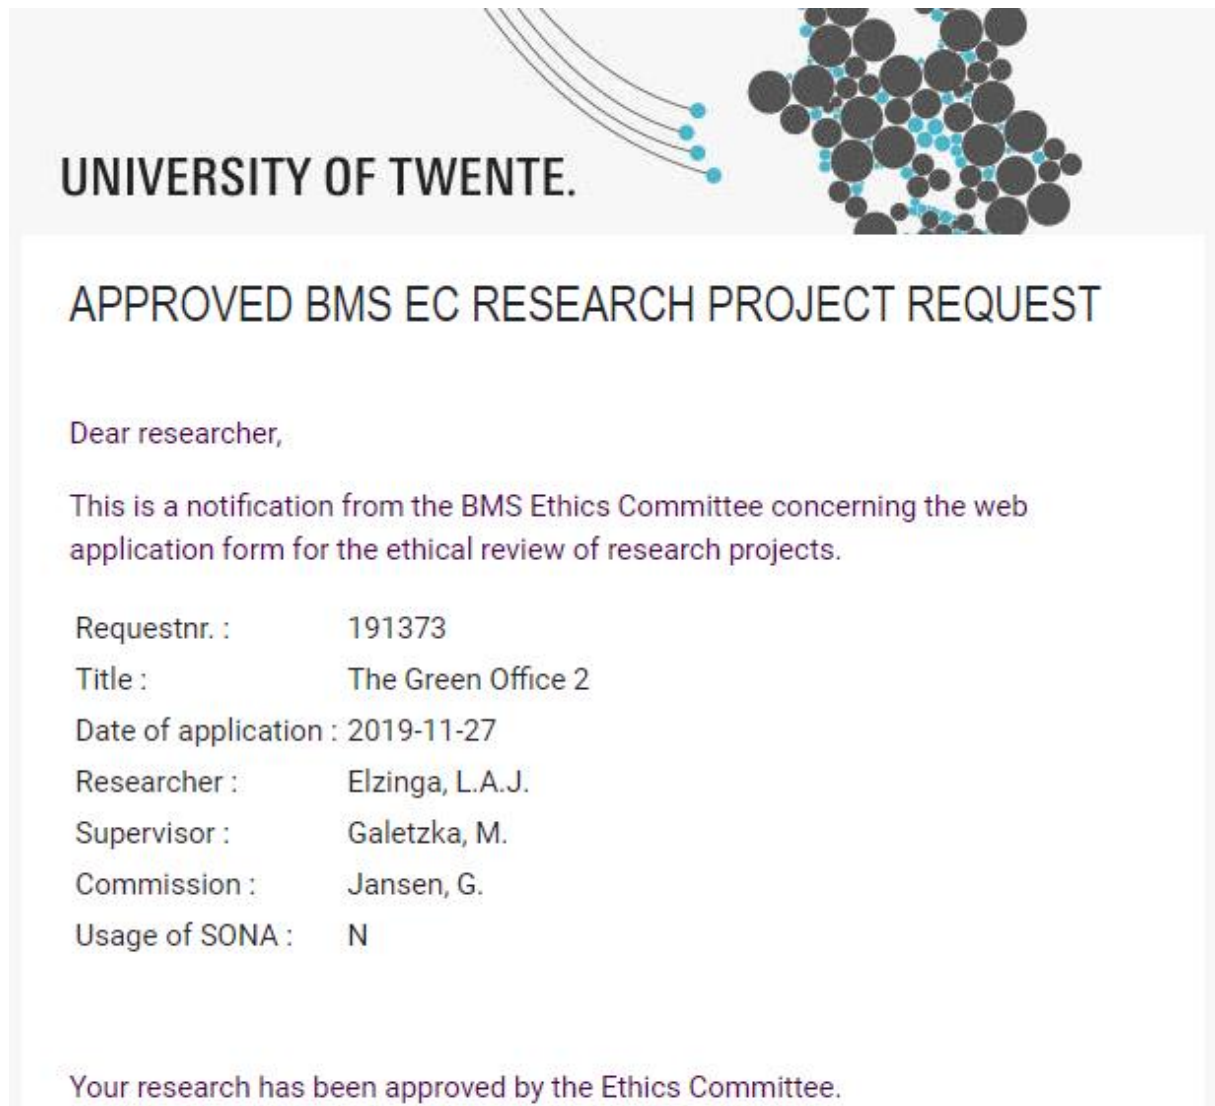 UNIVERSITY OF TWENTE.
APPROVED BMS EC RESEARCH PROJECT REQUEST
Dear researcher,
This is a notification from the BMS Ethics Committee concerning the web
application form for the ethical review of research projects.
Requestnr. : 191373
Title : The Green Office 2
Date of application : 2019-11-27
Researcher : Elzinga, L.A.J.
Supervisor : Galetzka, M.
Commission : Jansen, G.
Usage of SONA : N
Your research has been approved by the Ethics Committee.